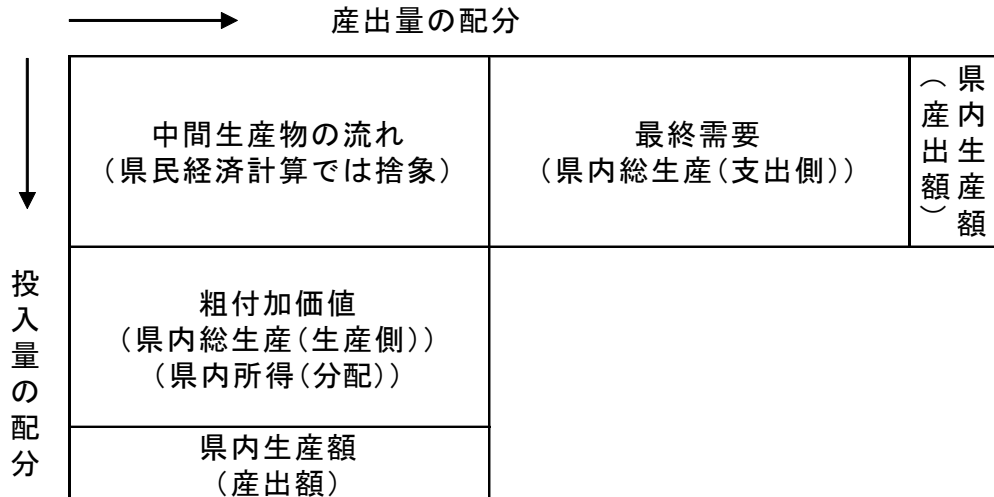 産出量の配分
中間生産物の流れ
(県民経済計算では捨象)
最終需要
(県内総生産(支出側))
県内生産額
(産出額)
投入量の配分
粗付加価値
(県内総生産(生産側))
(県内所得(分配))
県内生産額
(産出額)